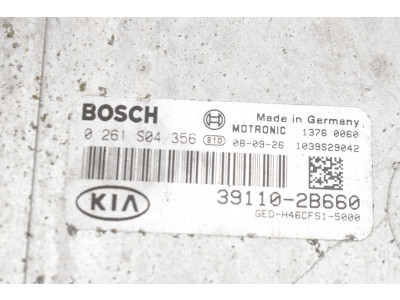 BOSCH
Made in Germany
MOTRONIC 1376 0060
0 261 S04 356 810 08-09-26 1039S29042
39110-2B660
KIA
GED-H46CFS1-5000